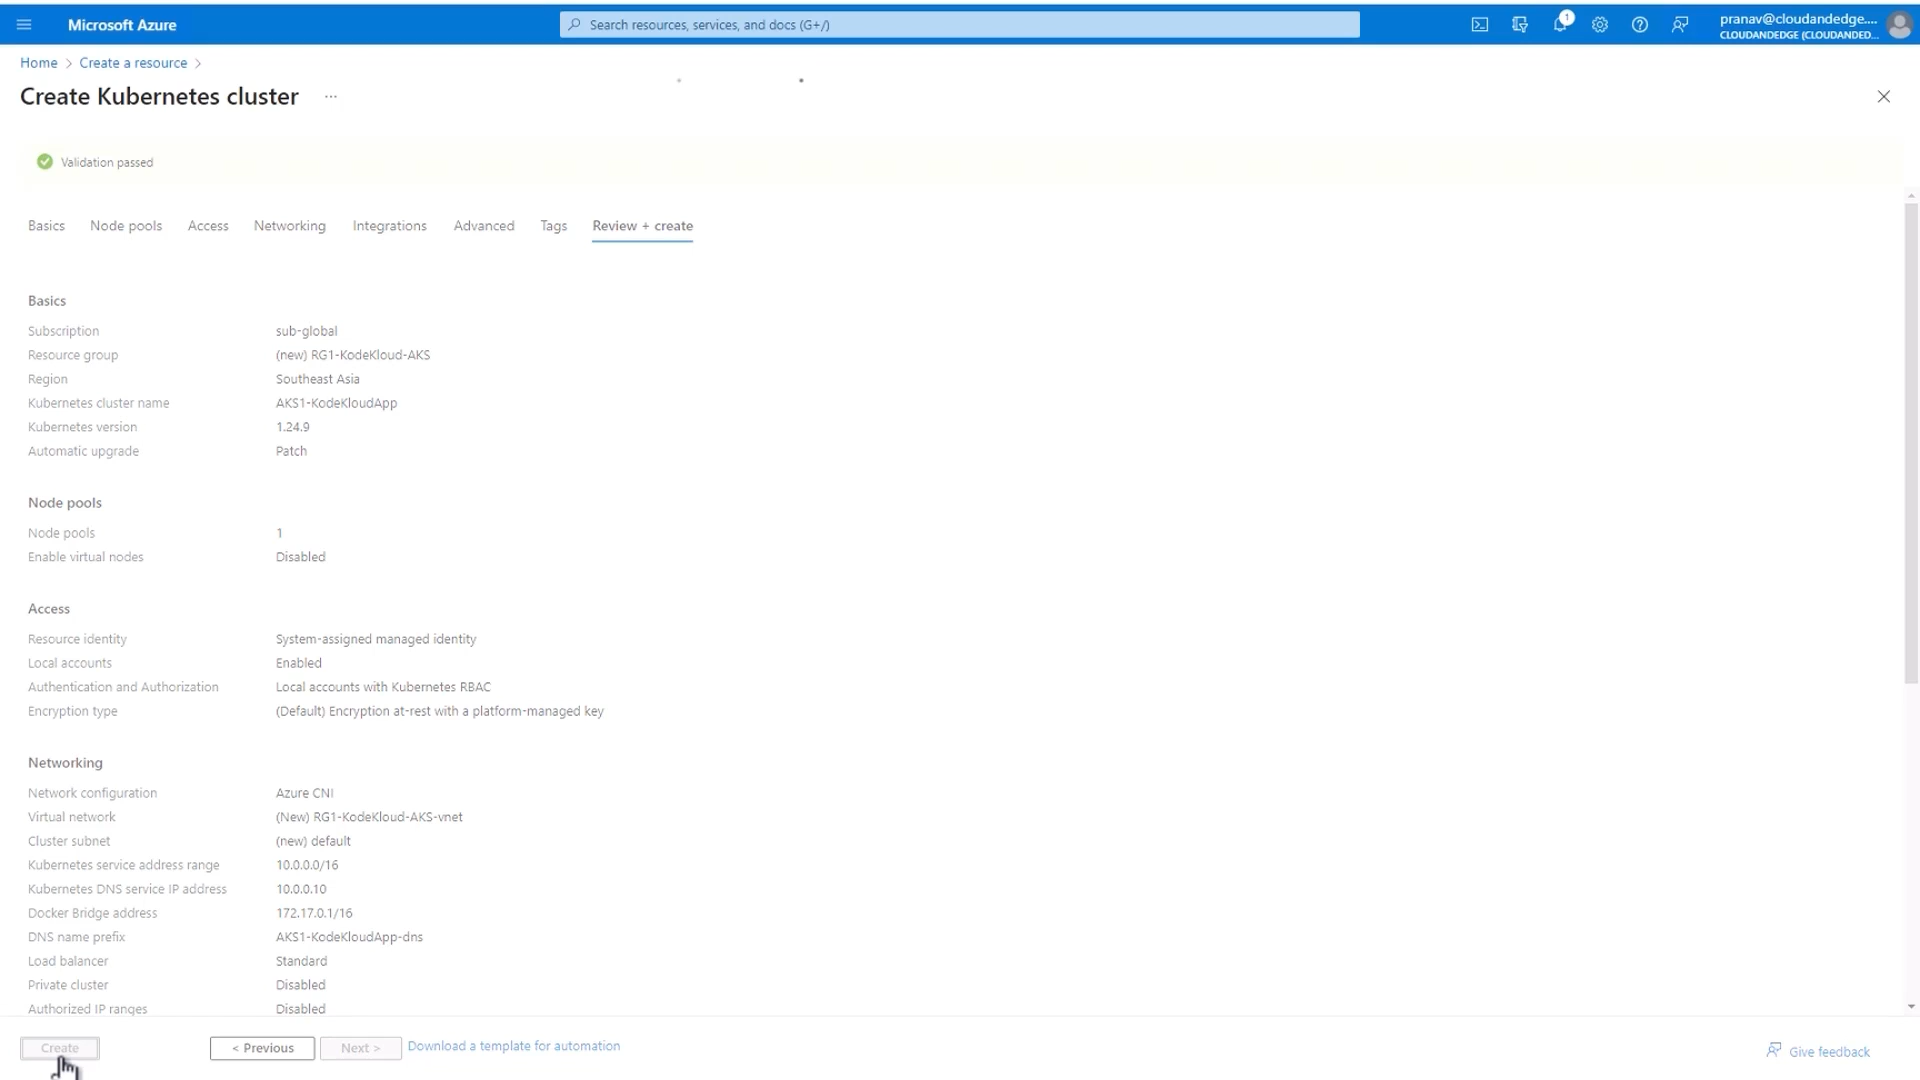 Microsoft Azure
Search resources, services, and docs (G+/)
1
pranav@cloudandedge....
CLOUDANDEDGE (CLOUDANDED...
Home > Create a resource >
Create Kubernetes cluster ...
Validation passed
Basics Node pools Access Networking Integrations Advanced Tags Review + create
Basics
Subscription sub-global
Resource group (new) RG1-KodeKloud-AKS
Region Southeast Asia
Kubernetes cluster name AKS1-KodeKloudApp
Kubernetes version 1.24.9
Automatic upgrade Patch
Node pools
Node pools 1
Enable virtual nodes Disabled
Access
Resource identity System-assigned managed identity
Local accounts Enabled
Authentication and Authorization Local accounts with Kubernetes RBAC
Encryption type (Default) Encryption at-rest with a platform-managed key
Networking
Network configuration Azure CNI
Virtual network (New) RG1-KodeKloud-AKS-vnet
Cluster subnet (new) default
Kubernetes service address range 10.0.0.0/16
Kubernetes DNS service IP address 10.0.0.10
Docker Bridge address 172.17.0.1/16
DNS name prefix AKS1-KodeKloudApp-dns
Load balancer Standard
Private cluster Disabled
Authorized IP ranges Disabled
Create < Previous Next > Download a template for automation
Give feedback